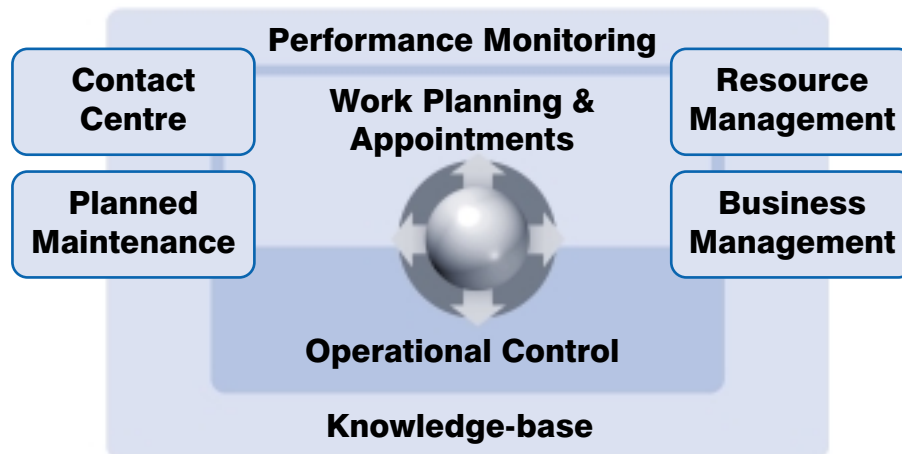 Performance Monitoring
Contact
Centre
Work Planning &
Appointments
Resource
Management
Planned
Maintenance
Business
Management
Operational Control
Knowledge-base